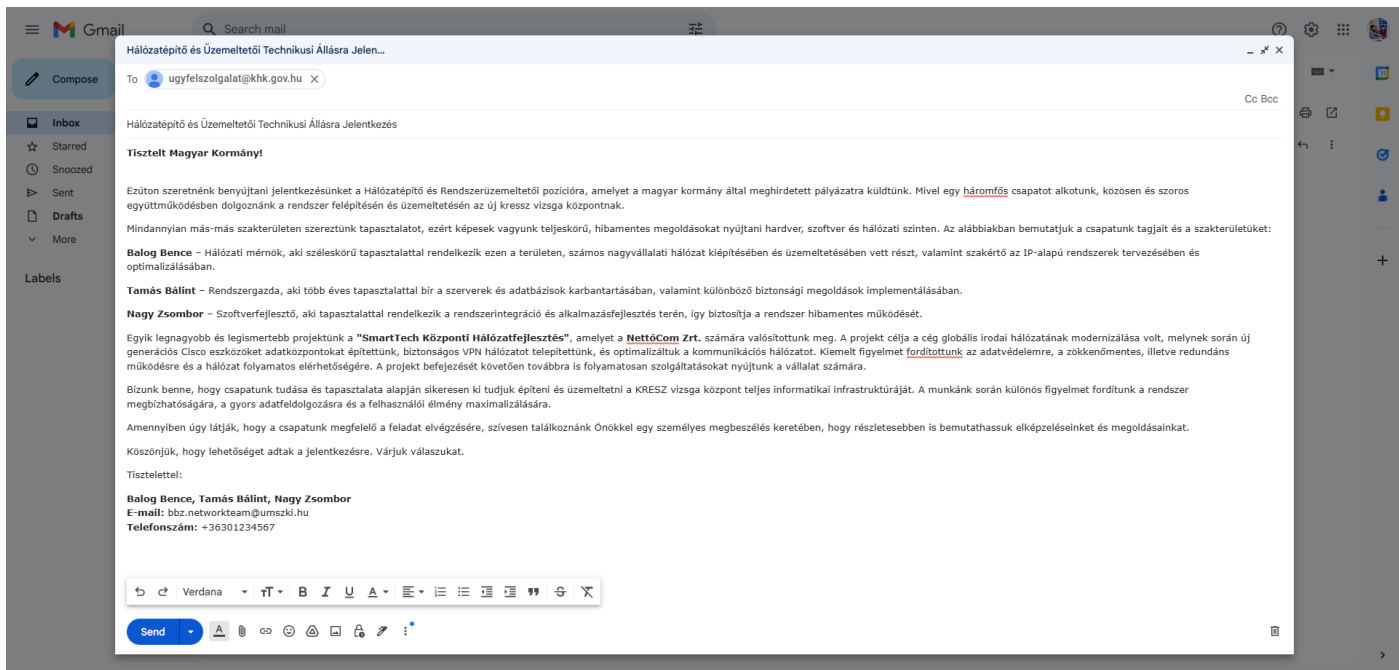 Gmail
Search mail
Hálózatépítő és Üzemeltetői Technikusi Állásra Jelen...
Compose
To ugyfelszolgalat@khk.gov.hu
Cc Bcc
Inbox
Starred
Snoozed
Sent
Drafts
More
Labels
Hálózatépítő és Üzemeltetői Technikusi Állásra Jelentkezés
Tisztelt Magyar Kormány!
Ezúton szeretnénk benyújtani jelentkezésünket a Hálózatépítő és Rendszerüzemeltetői pozícióra, amelyet a magyar kormány által meghirdetett pályázatra küldtünk. Mivel egy háromfős csapatot alkotunk, közösen és szoros
együttműködésben dolgoznánk a rendszer felépítésén és üzemeltetésén az új kressz vizsga központnak.
Mindannyian más-más szakterületen szereztünk tapasztalatot, ezért képesek vagyunk teljeskörű, hibamentes megoldásokat nyújtani hardver, szoftver és hálózati szinten. Az alábbiakban bemutatjuk a csapatunk tagjait és a szakterületüket:
Balog Bence – Hálózati mérnök, aki széleskörű tapasztalattal rendelkezik ezen a területen, számos nagyvállalati hálózat kiépítésében és üzemeltetésében vett részt, valamint szakértő az IP-alapú rendszerek tervezésében és
optimalizálásában.
Tamás Bálint – Rendszergazda, aki több éves tapasztalattal bír a szerverek és adatbázisok karbantartásában, valamint különböző biztonsági megoldások implementálásában.
Nagy Zsombor – Szoftverfejlesztő, aki tapasztalattal rendelkezik a rendszerintegráció és alkalmazásfejlesztés terén, így biztosítja a rendszer hibamentes működését.
Egyik legnagyobb és legismertebb projektünk a "SmartTech Központi Hálózatfejlesztés", amelyet a NettóCom Zrt. számára valósítottunk meg. A projekt célja a cég globális irodai hálózatának modernizálása volt, melynek során új
generációs Cisco eszközöket adatközpontokat építettünk, biztonságos VPN hálózatot telepítettünk, és optimalizáltuk a kommunikációs hálózatot. Kiemelt figyelmet fordítottunk az adatvédelemre, a zökkenőmentes, illetve redundáns
működésre és a hálózat folyamatos elérhetőségére. A projekt befejezését követően továbbra is folyamatosan szolgáltatásokat nyújtunk a vállalat számára.
Bízunk benne, hogy csapatunk tudása és tapasztalata alapján sikeresen ki tudjuk építeni és üzemeltetni a KRESZ vizsga központ teljes informatikai infrastruktúráját. A munkánk során különös figyelmet fordítunk a rendszer
megbízhatóságára, a gyors adatfeldolgozásra és a felhasználói élmény maximalizálására.
Amennyiben úgy látják, hogy a csapatunk megfelelő a feladat elvégzésére, szívesen találkoznánk Önökkel egy személyes megbeszélés keretében, hogy részletesebben is bemutathassuk elképzeléseinket és megoldásainkat.
Köszönjük, hogy lehetőséget adtak a jelentkezésre. Várjuk válaszukat.
Tisztelettel:
Balog Bence, Tamás Bálint, Nagy Zsombor
E-mail: bbz.networkteam@umszki.hu
Telefonszám: +36301234567
Verdana
Send